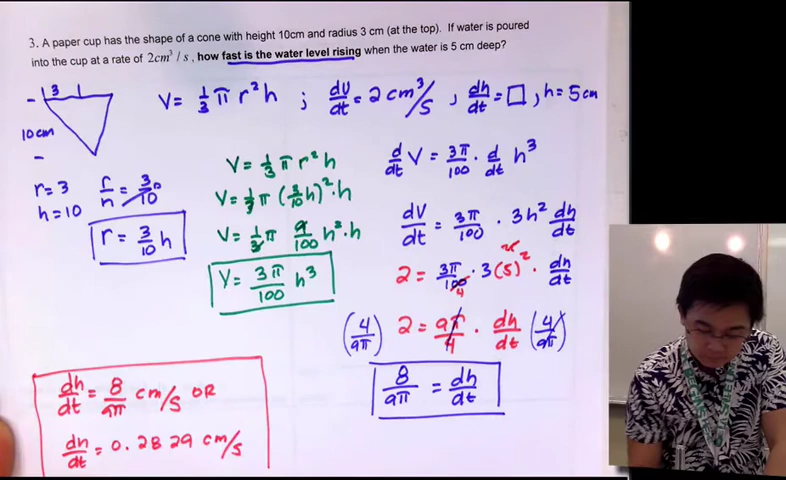 3. A paper cup has the shape of a cone with height 10cm and radius 3 cm (at the top). If water is poured
into the cup at a rate of 2cm³/s, how fast is the water level rising when the water is 5 cm deep?
3
10cm
V = 1/3 π r²h ; dV/dt = 2 cm³/s , dh/dt = □ , h = 5 cm
r = 3
h = 10
r/h = 3/10
r = 3/10 h
V = 1/3 π r² h
V = 1/3 π (3/10 h)² · h
V = 1/3 π 9/100 h² · h
V = 3π/100 h³
d/dt V = 3π/100 · d/dt h³
dV/dt = 3π/100 · 3h² dh/dt
2 = 3π/100 · 3(5)² · dh/dt
25
4
(4/9π) 2 = 9π/4 · dh/dt (4/9π)
8/9π = dh/dt
dh/dt = 8/9π cm/s OR
dh/dt = 0.2829 cm/s